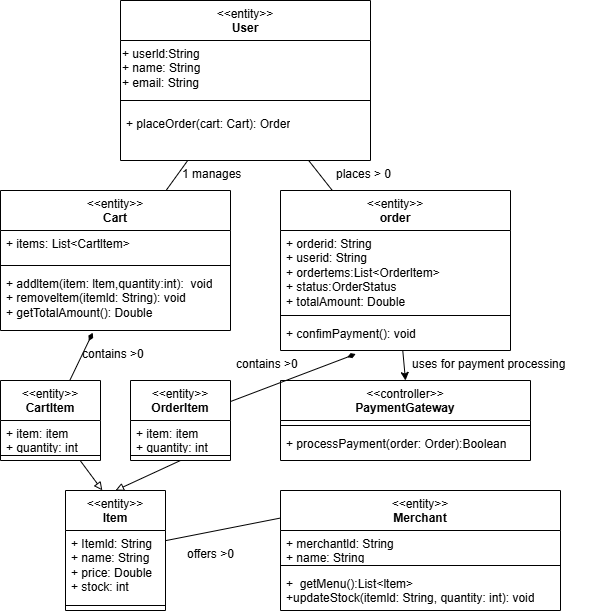 <<entity>>
User
+ userId:String
+ name: String
+ email: String
+ placeOrder(cart: Cart): Order
1 manages
places > 0
<<entity>>
Cart
+ items: List<CartItem>
+ addItem(item: Item,quantity:int): void
+ removeItem(itemId: String): void
+ getTotalAmount(): Double
<<entity>>
order
+ orderid: String
+ userid: String
+ ordertems:List<OrderItem>
+ status:OrderStatus
+ totalAmount: Double
+ confimPayment(): void
contains >0
contains >0
uses for payment processing
<<entity>>
CartItem
+ item: item
+ quantity: int
<<entity>>
OrderItem
+ item: item
+ quantity: int
<<controller>>
PaymentGateway
+ processPayment(order: Order):Boolean
<<entity>>
Item
+ ItemId: String
+ name: String
+ price: Double
+ stock: int
offers >0
<<entity>>
Merchant
+ merchantId: String
+ name: String
+ getMenu():List<Item>
+updateStock(itemId: String, quantity: int): void